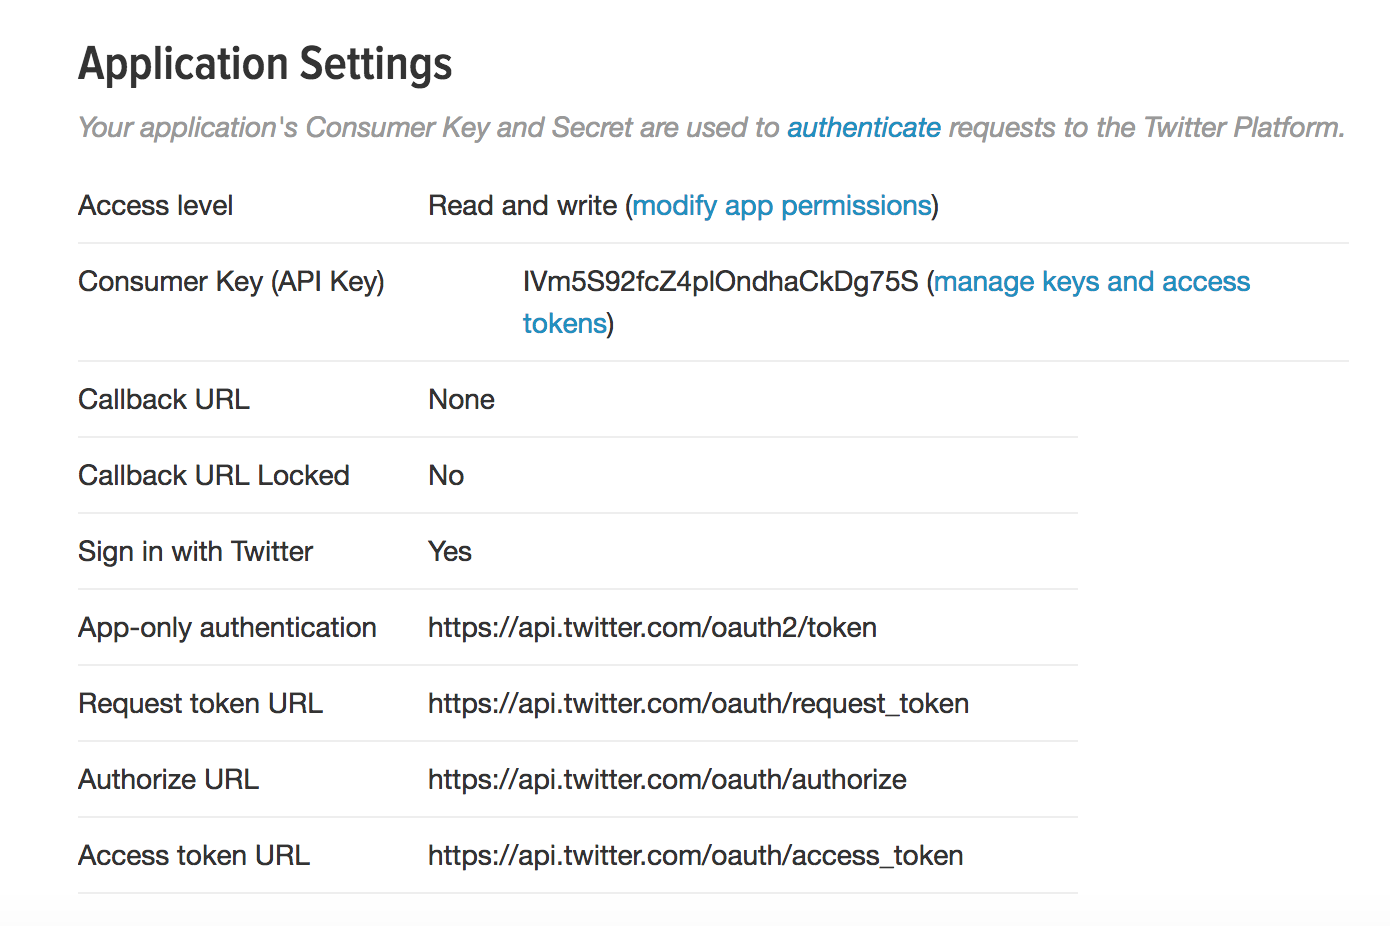 Application Settings
Your application's Consumer Key and Secret are used to authenticate requests to the Twitter Platform.
Access level Read and write (modify app permissions)
Consumer Key (API Key) IVm5S92fcZ4plOndhaCkDg75S (manage keys and access
tokens)
Callback URL None
Callback URL Locked No
Sign in with Twitter Yes
App-only authentication https://api.twitter.com/oauth2/token
Request token URL https://api.twitter.com/oauth/request_token
Authorize URL https://api.twitter.com/oauth/authorize
Access token URL https://api.twitter.com/oauth/access_token